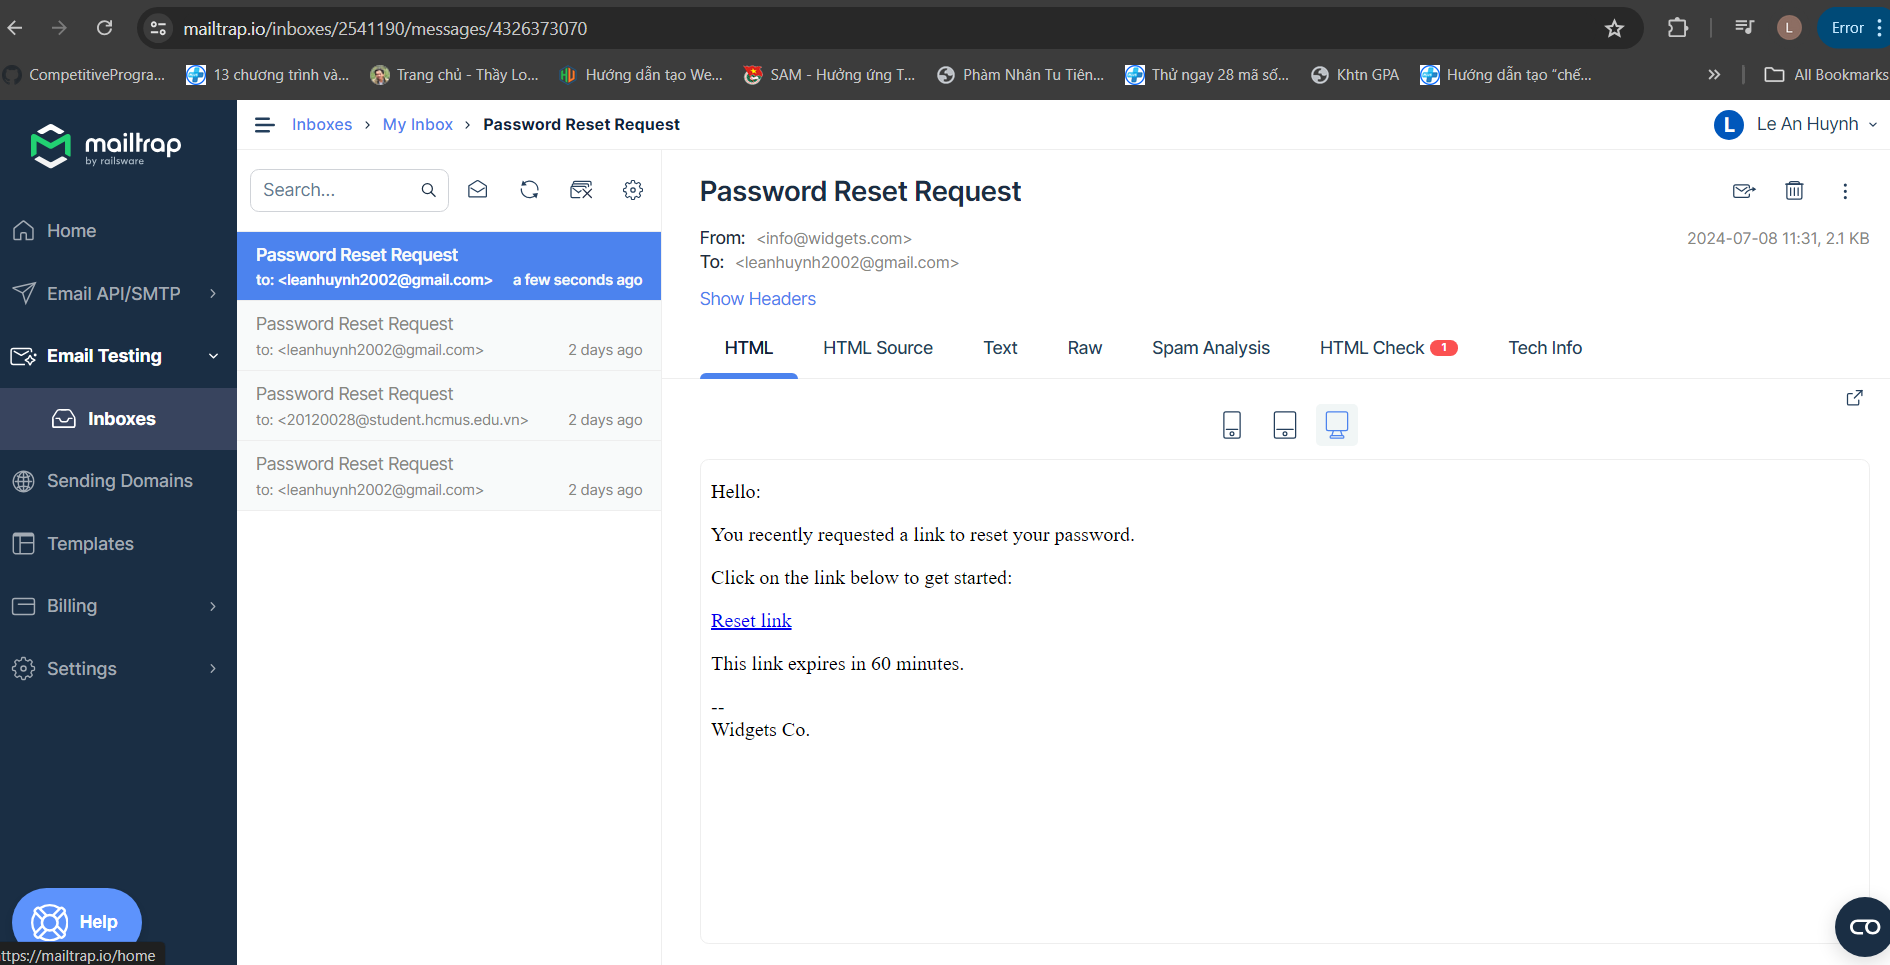 mailtrap.io/inboxes/2541190/messages/4326373070
L
Error
CompetitiveProgra...
13 chương trình và...
Trang chủ - Thầy Lo...
Hướng dẫn tạo We...
SAM - Hưởng ứng T...
Phàm Nhân Tu Tiên...
Thử ngay 28 mã số...
Khtn GPA
Hướng dẫn tạo "chế...
All Bookmarks
mailtrap
by railsware
Home
Email API/SMTP
Email Testing
Inboxes
Sending Domains
Templates
Billing
Settings
Help
ttps://mailtrap.io/home
Inboxes › My Inbox › Password Reset Request
L
Le An Huynh
Search...
Password Reset Request
to: <leanhuynh2002@gmail.com> a few seconds ago
Password Reset Request
to: <leanhuynh2002@gmail.com> 2 days ago
Password Reset Request
to: <20120028@student.hcmus.edu.vn> 2 days ago
Password Reset Request
to: <leanhuynh2002@gmail.com> 2 days ago
Password Reset Request
From: <info@widgets.com>
2024-07-08 11:31, 2.1 KB
To: <leanhuynh2002@gmail.com>
Show Headers
HTML
HTML Source
Text
Raw
Spam Analysis
HTML Check 1
Tech Info
Hello:
You recently requested a link to reset your password.
Click on the link below to get started:
Reset link
This link expires in 60 minutes.
--
Widgets Co.